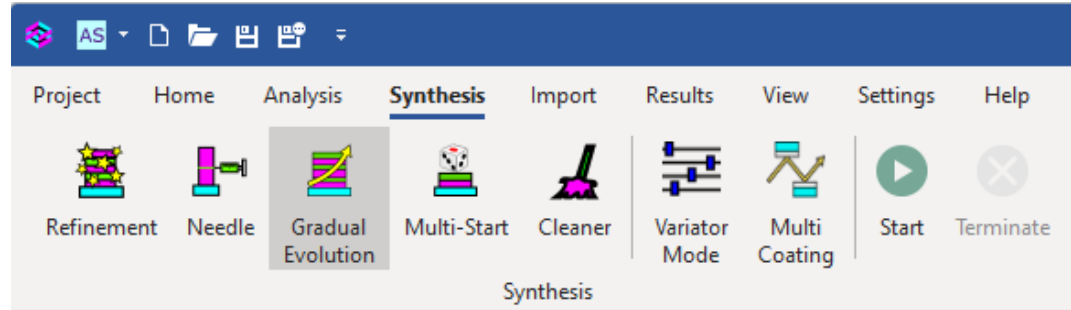 AS
Project Home Analysis Synthesis Import Results View Settings Help
Refinement Needle Gradual Evolution Multi-Start Cleaner Variator Mode Multi Coating Start Terminate
Synthesis